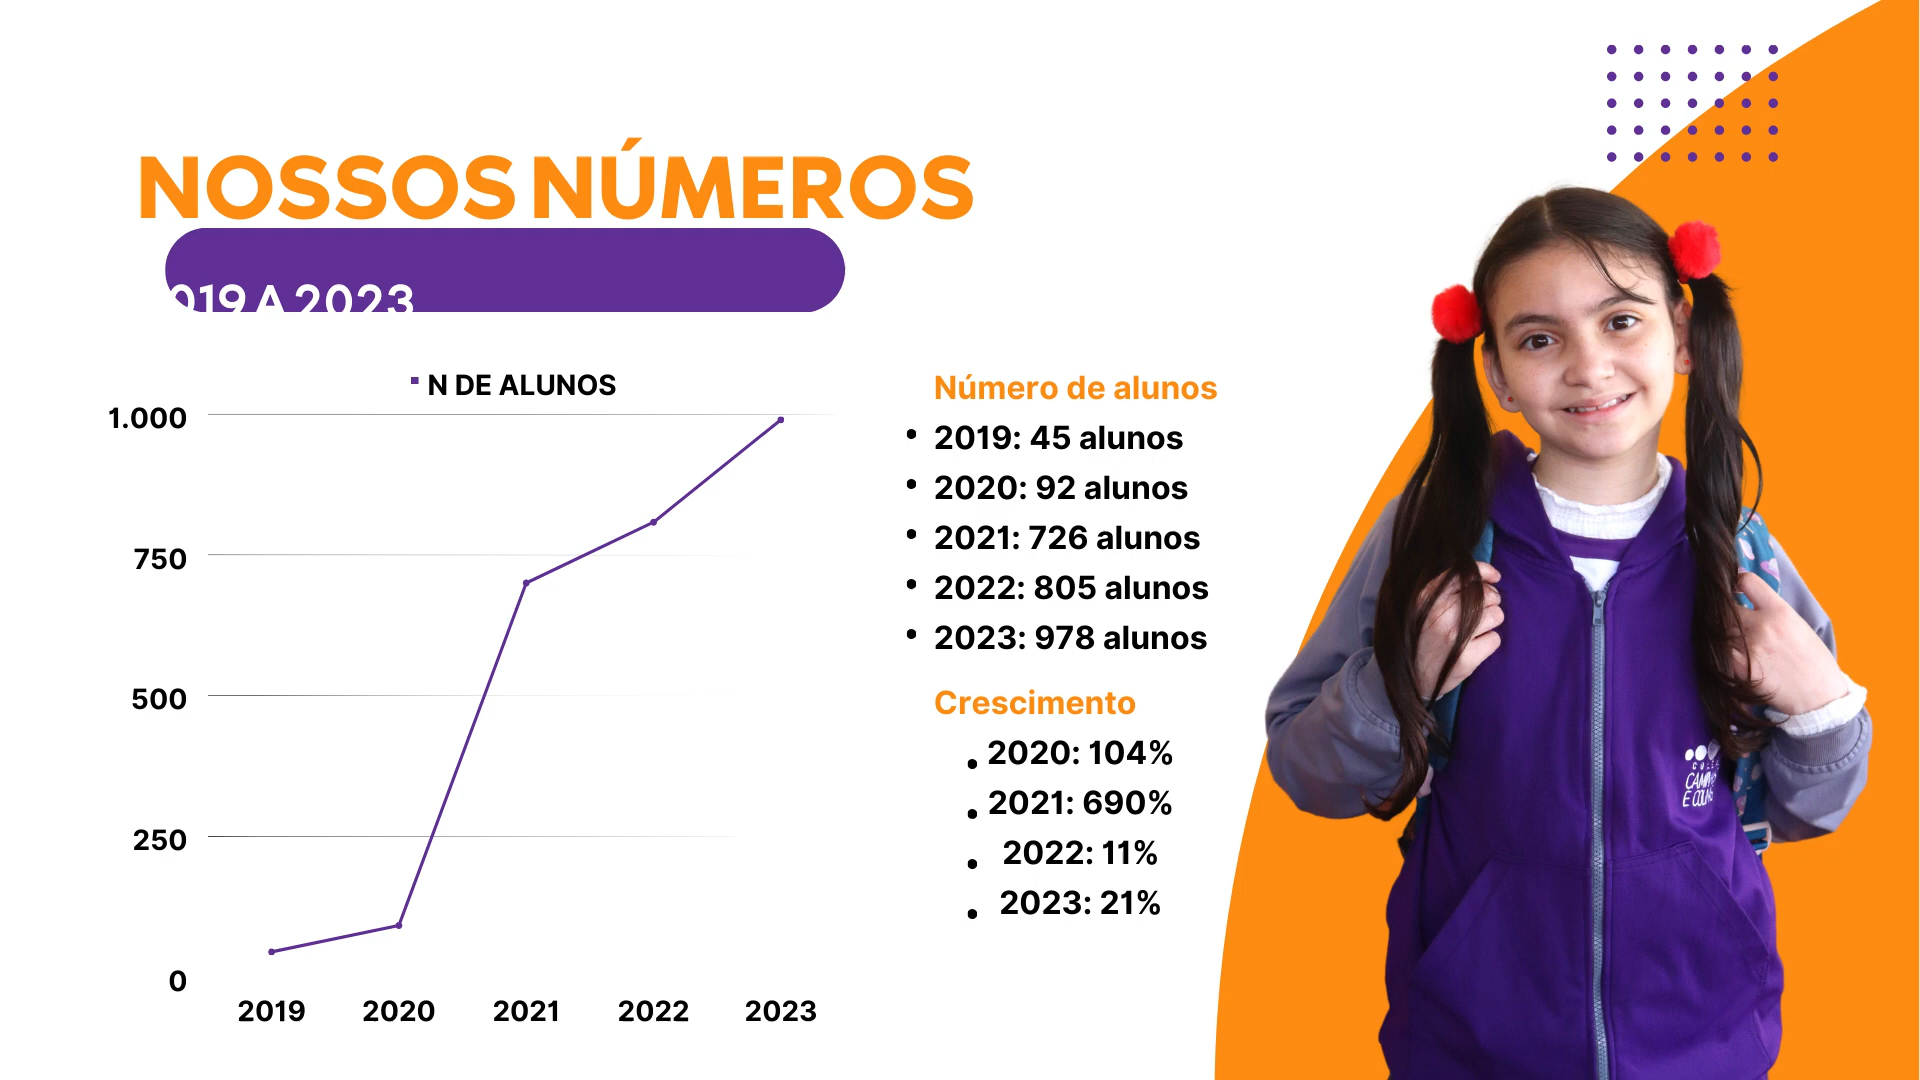 NOSSOS NÚMEROS
019 A 2023
N DE ALUNOS
1.000
750
500
250
0
2019 2020 2021 2022 2023
Número de alunos
• 2019: 45 alunos
• 2020: 92 alunos
• 2021: 726 alunos
• 2022: 805 alunos
• 2023: 978 alunos
Crescimento
• 2020: 104%
• 2021: 690%
• 2022: 11%
• 2023: 21%